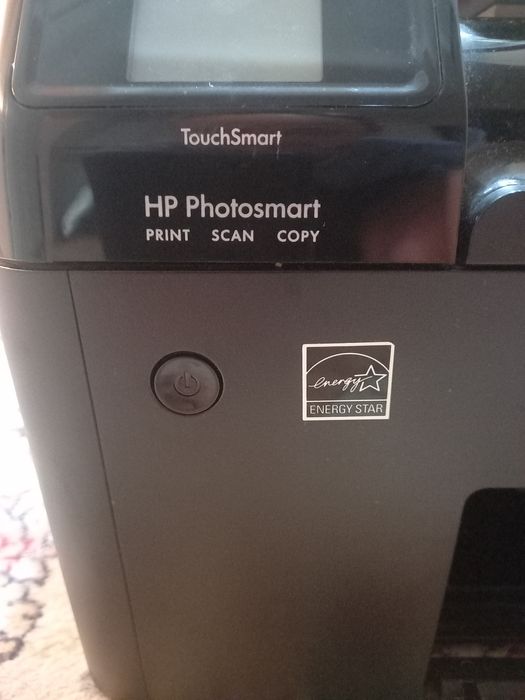 TouchSmart
HP Photosmart
PRINT SCAN COPY
energy
ENERGY STAR